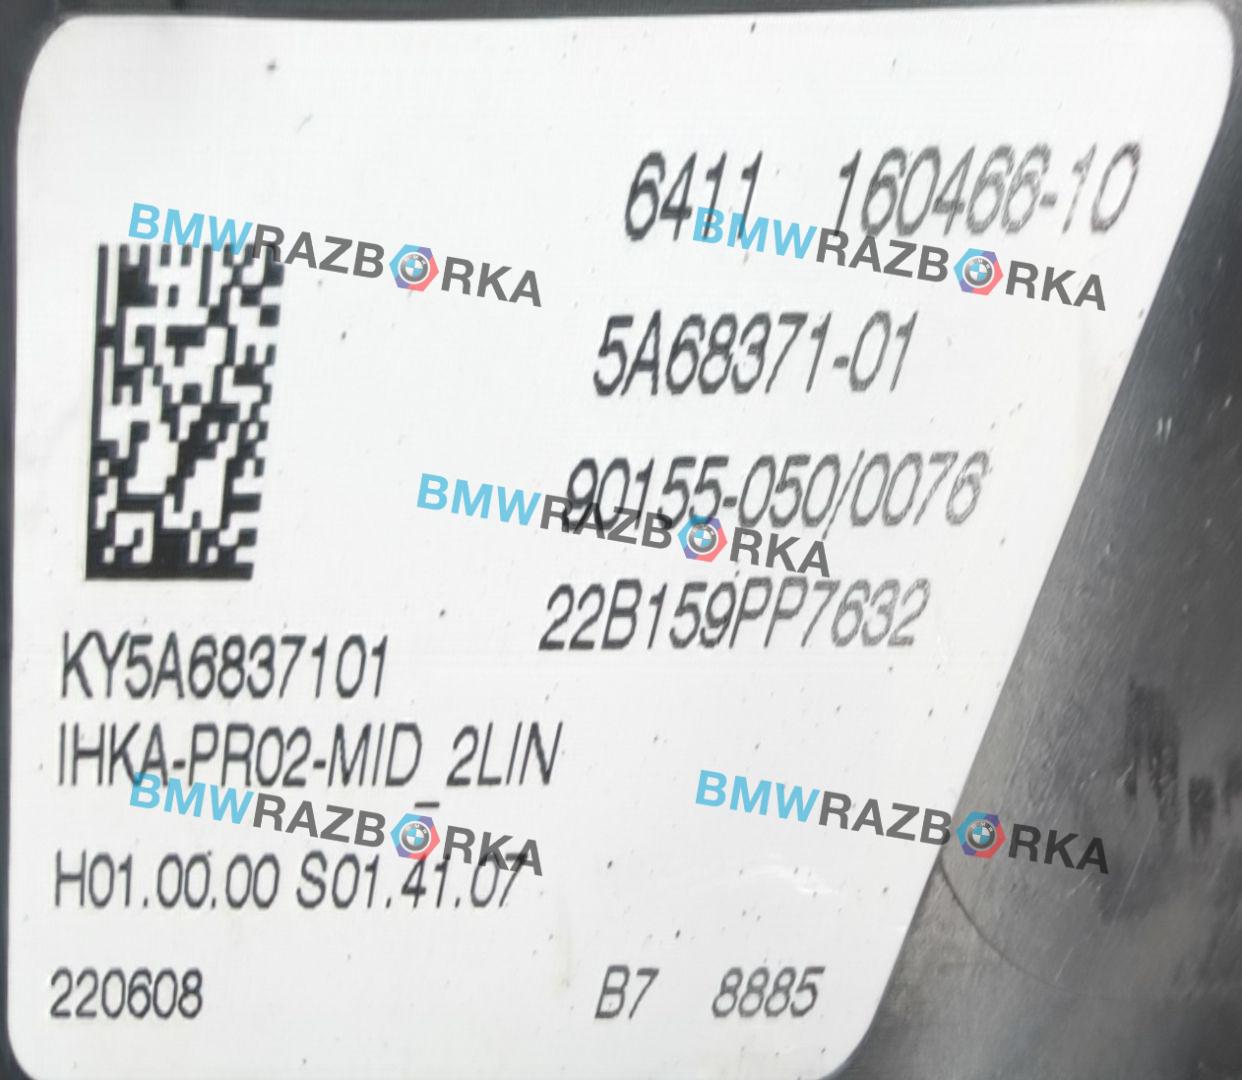 6411 160466-10
5A68371-01
90155-050/0076
22B159PP7632
KY5A6837101
IHKA-PR02-MID_2LIN
H01.00.00 S01.41.07
220608 B7 8885
BMWRAZBORKA
BMWRAZBORKA
BMWRAZBORKA
BMWRAZBORKA
BMWRAZBORKA